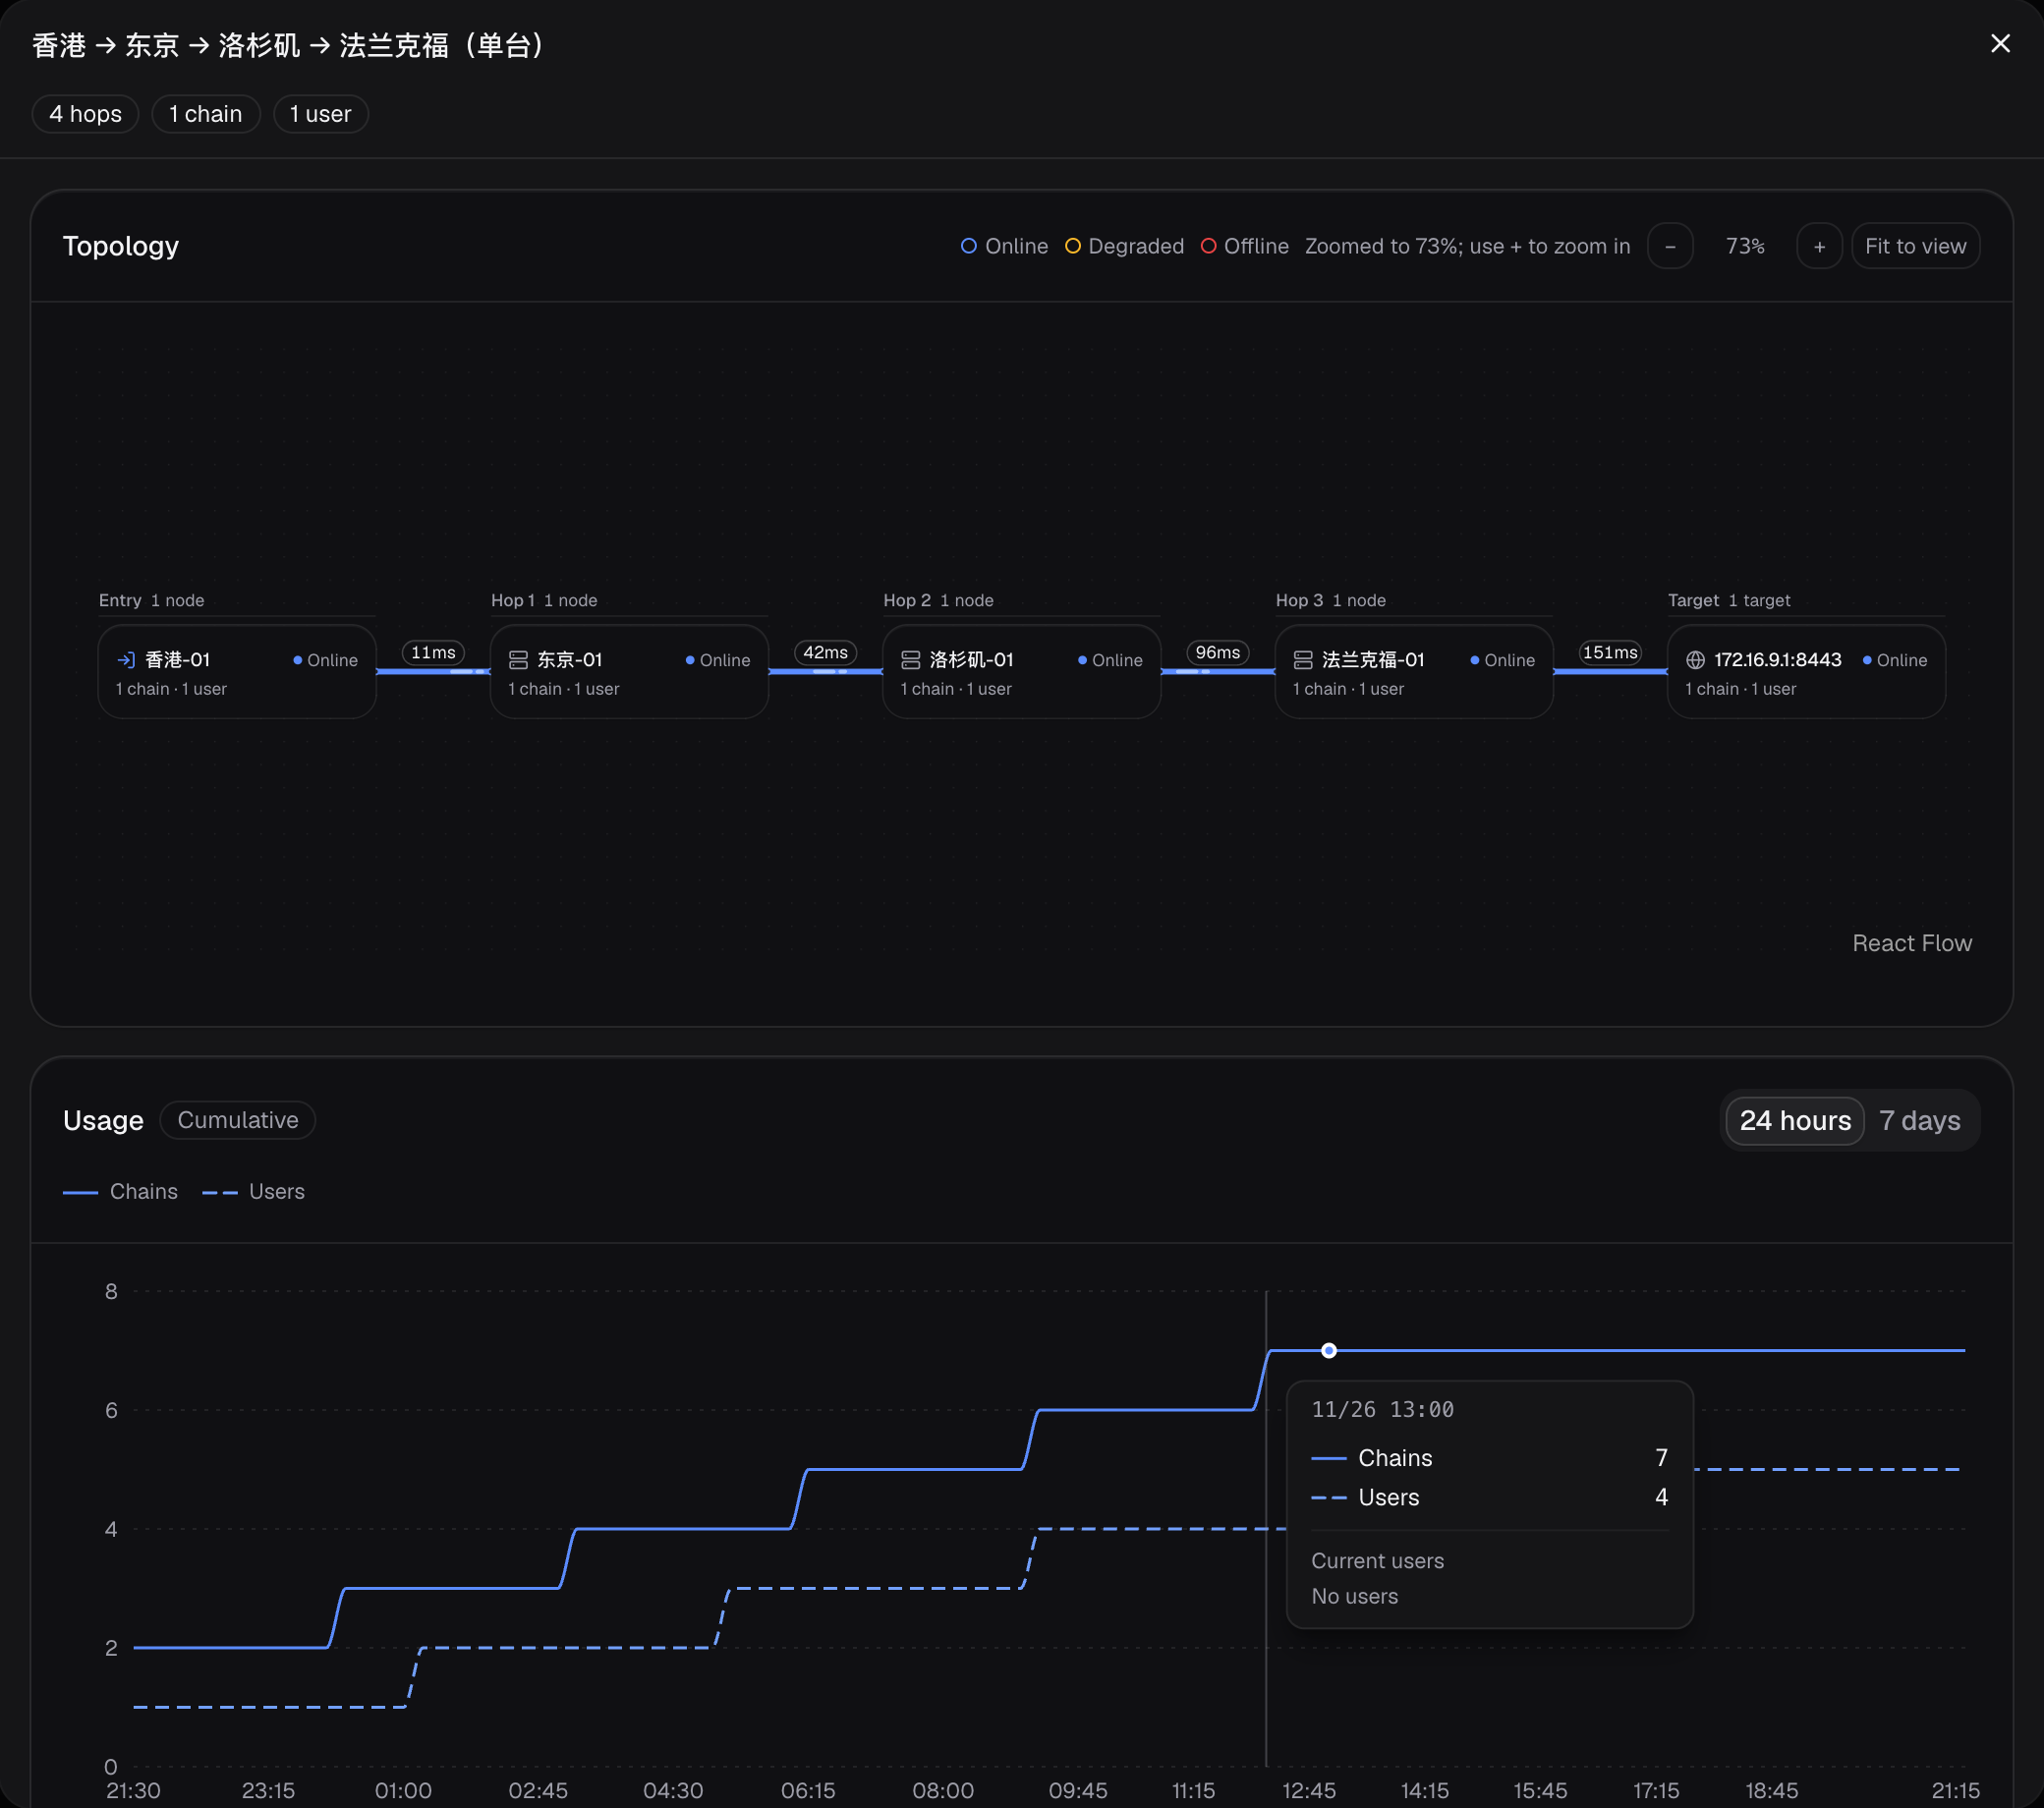 香港 → 东京 → 洛杉矶 → 法兰克福（单台）
4 hops 1 chain 1 user
Topology
Online Degraded Offline Zoomed to 73%; use + to zoom in − 73% + Fit to view
Entry 1 node
香港-01 Online
1 chain · 1 user
11ms
Hop 1 1 node
东京-01 Online
1 chain · 1 user
42ms
Hop 2 1 node
洛杉矶-01 Online
1 chain · 1 user
96ms
Hop 3 1 node
法兰克福-01 Online
1 chain · 1 user
151ms
Target 1 target
172.16.9.1:8443 Online
1 chain · 1 user
React Flow
Usage Cumulative
24 hours 7 days
Chains Users
8
6
4
2
0
11/26 13:00
Chains 7
Users 4
Current users
No users
21:30 23:15 01:00 02:45 04:30 06:15 08:00 09:45 11:15 12:45 14:15 15:45 17:15 18:45 21:15